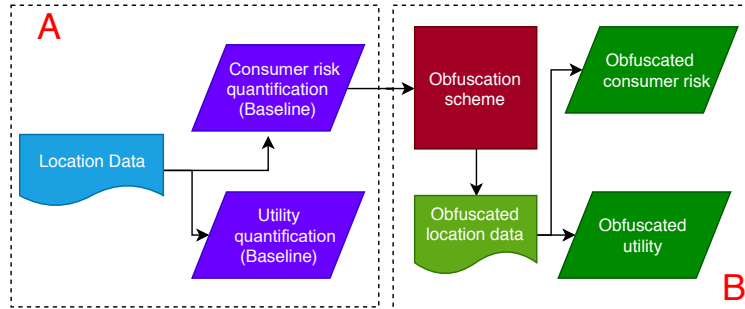 A
Location Data
Consumer risk
quantification
(Baseline)
Utility
quantification
(Baseline)
Obfuscation
scheme
Obfuscated
location data
Obfuscated
consumer risk
Obfuscated
utility
B